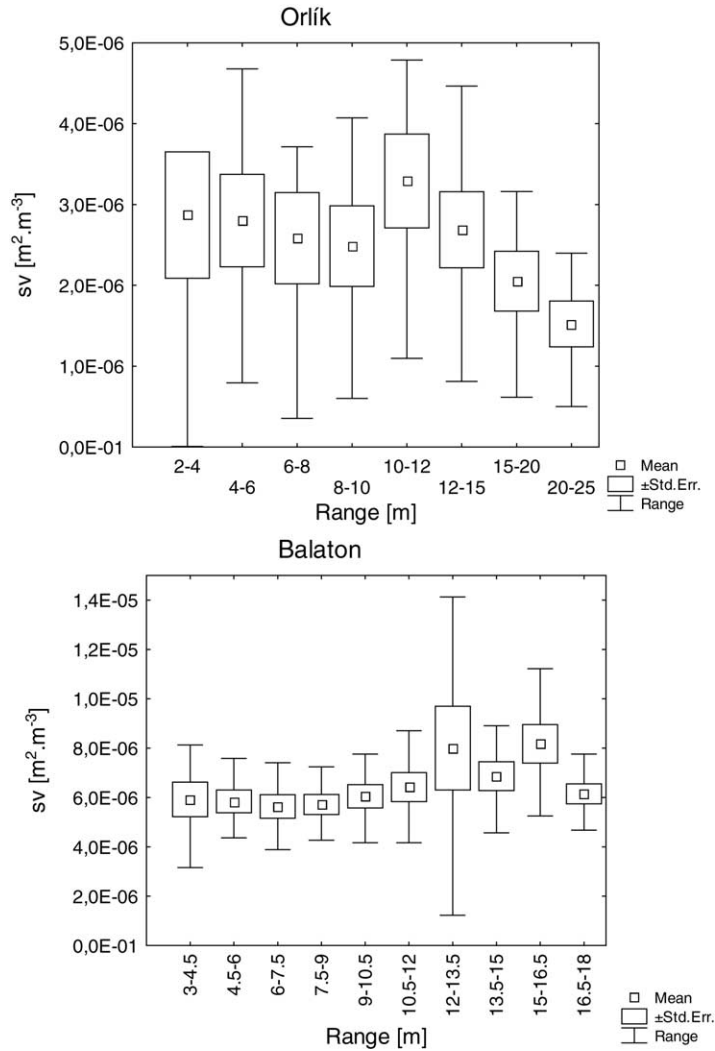 Orlík
5,0E-06
4,0E-06
3,0E-06
2,0E-06
1,0E-06
0,0E-01
sv [m².m⁻³]
2-4 6-8 10-12 15-20
4-6 8-10 12-15 20-25
Range [m]
Mean
±Std.Err.
Range
Balaton
1,4E-05
1,2E-05
1,0E-05
8,0E-06
6,0E-06
4,0E-06
2,0E-06
0,0E-01
sv [m².m⁻³]
3-4.5
4.5-6
6-7.5
7.5-9
9-10.5
10.5-12
12-13.5
13.5-15
15-16.5
16.5-18
Range [m]
Mean
±Std.Err.
Range